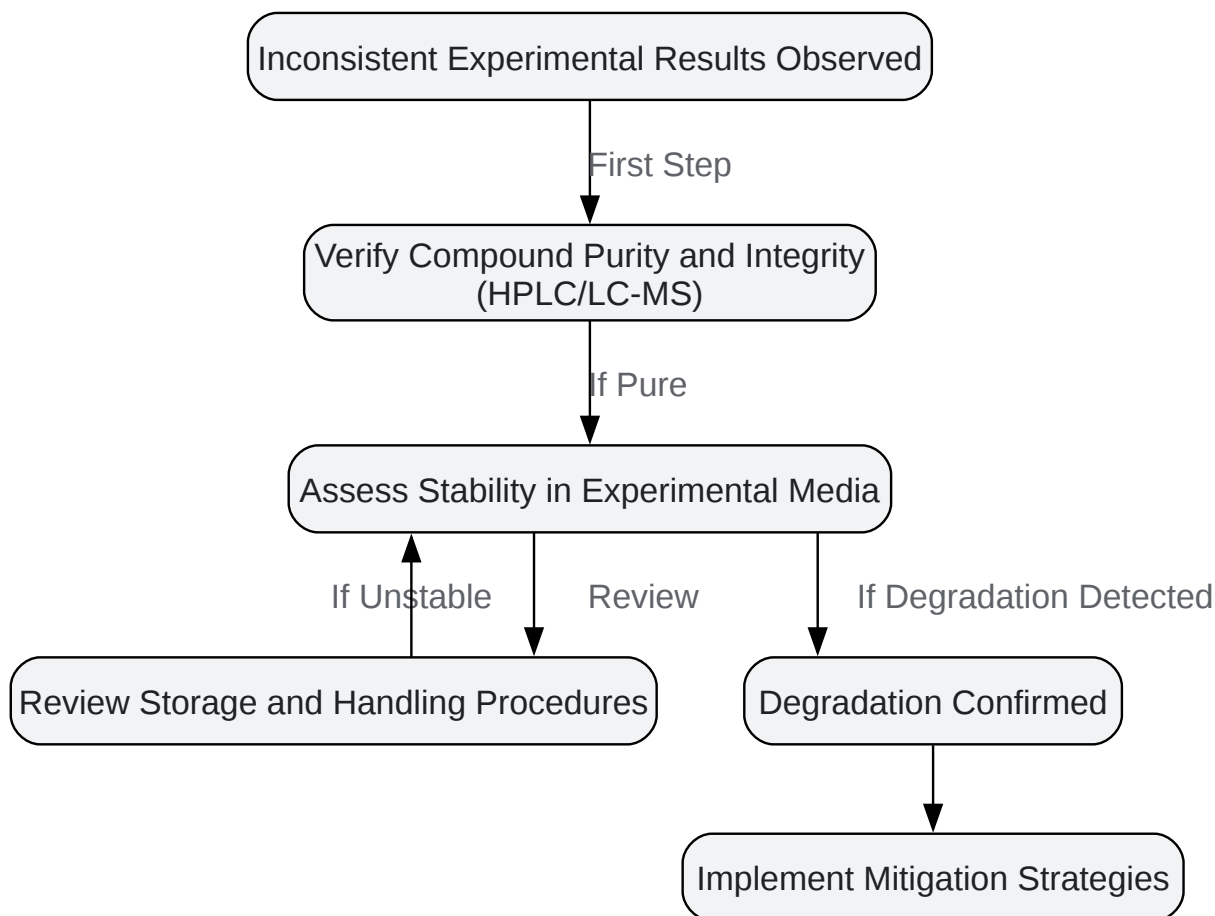 Inconsistent Experimental Results Observed
First Step
Verify Compound Purity and Integrity
(HPLC/LC-MS)
If Pure
Assess Stability in Experimental Media
If Unstable
Review
If Degradation Detected
Review Storage and Handling Procedures
Degradation Confirmed
Implement Mitigation Strategies